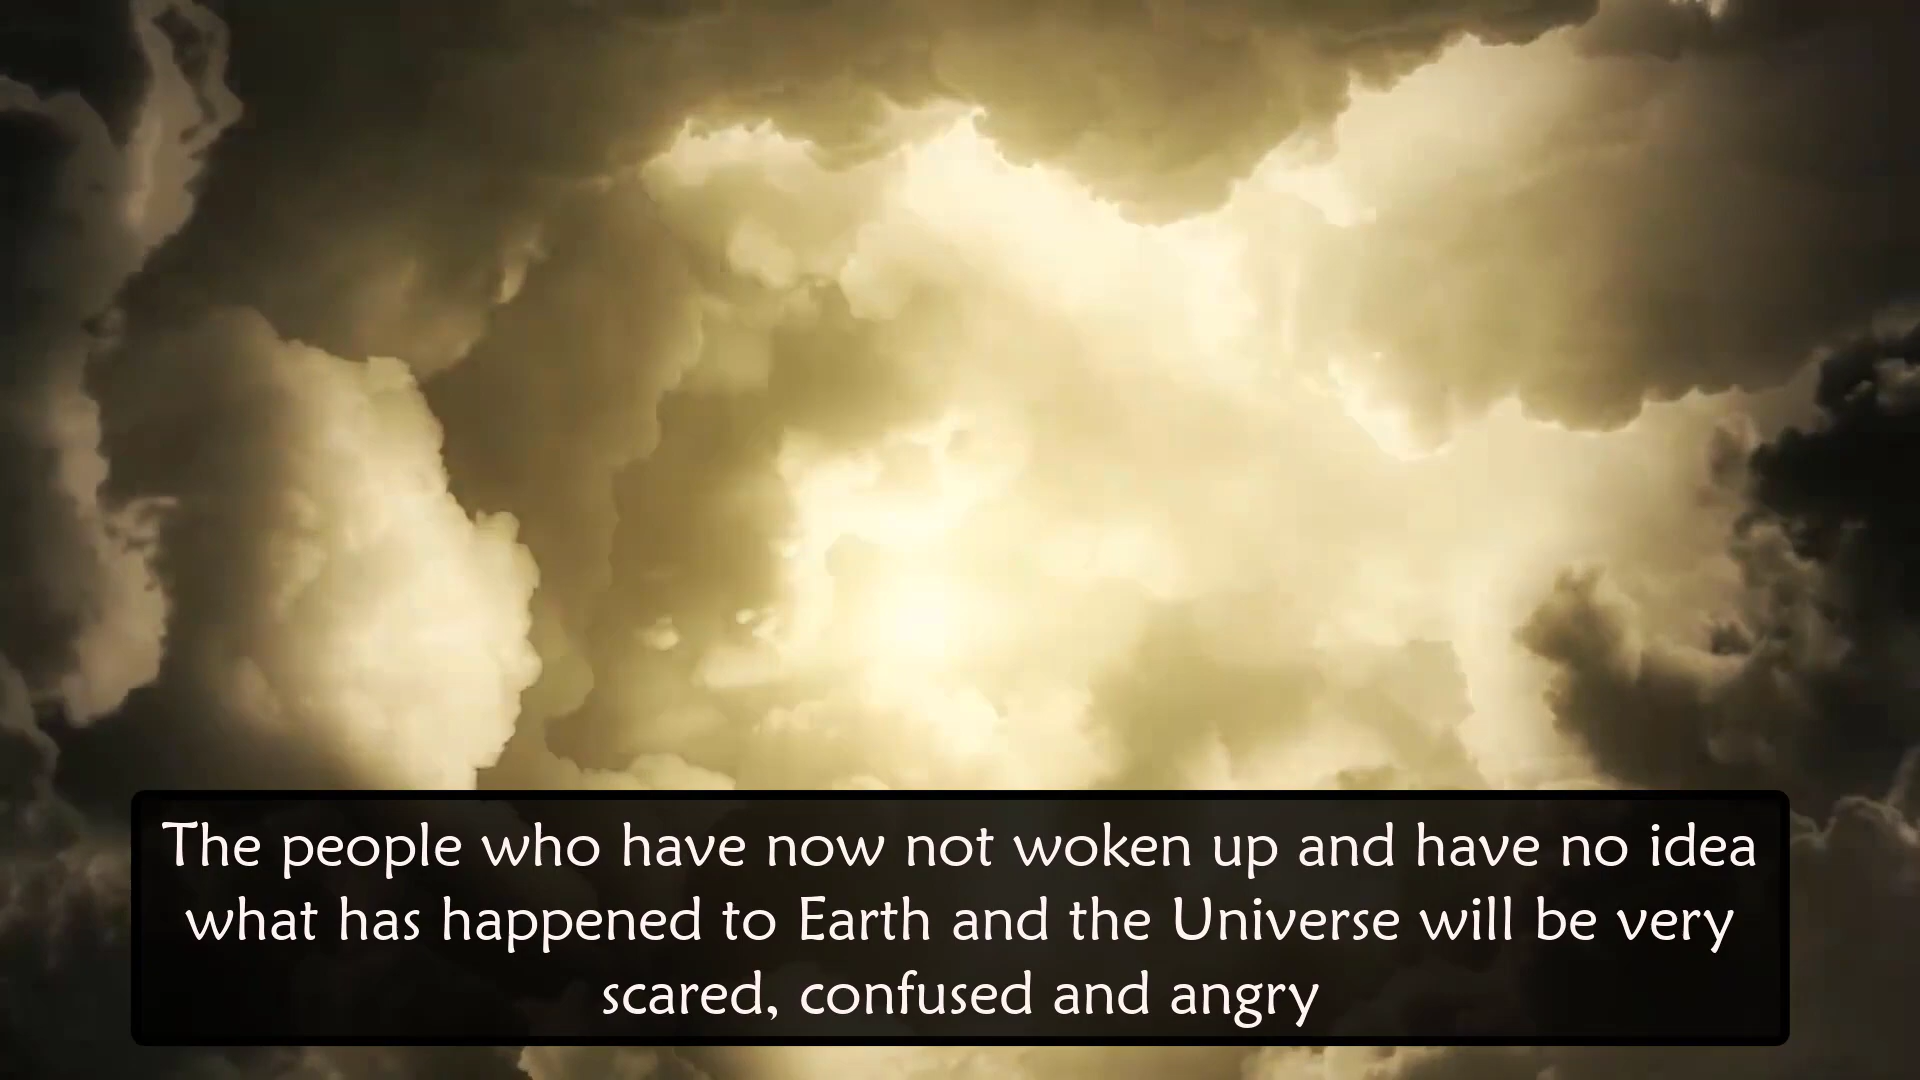 The people who have now not woken up and have no idea
what has happened to Earth and the Universe will be very
scared, confused and angry